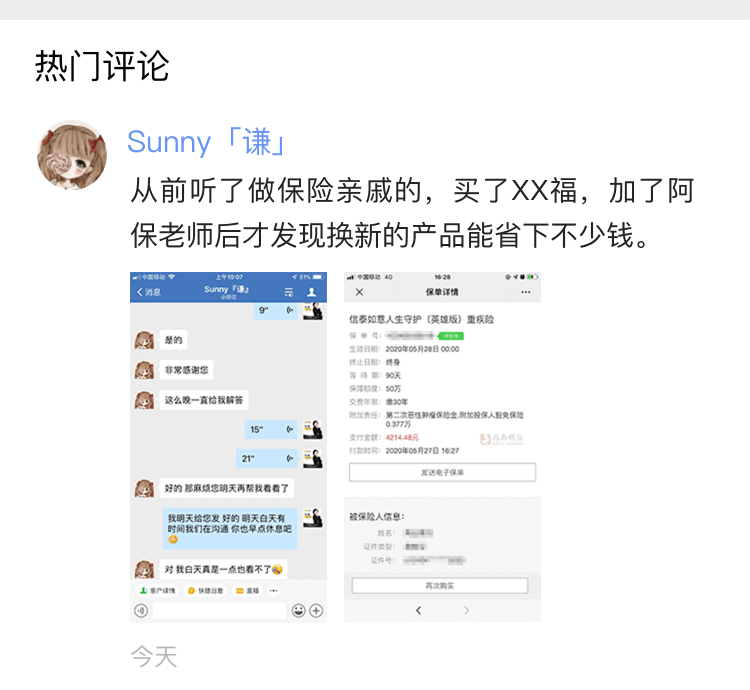 热门评论
Sunny「谦」
从前听了做保险亲戚的，买了XX福，加了阿
保老师后才发现换新的产品能省下不少钱。
中国移动 上午10:07 81%
消息
Sunny『谦』
@微信
9"
是的
非常感谢您
这么晚一直给我解答
15"
21"
好的 那麻烦您明天再帮我看看了
我明天给您发 好的 明天白天有
时间我们在沟通 你也早点休息吧
对 我白天真是一点也看不了
客户详情 快捷回复 直播
中国移动 4G 16:28
保单详情
信泰如意人生守护（英雄版）重疾险
保 单 号：
生效日期： 2020年05月28日 00:00
终止日期： 终身
等 待 期： 90天
保障额度： 50万
交费年期： 缴30年
附加责任： 第二次恶性肿瘤保险金,附加投保人豁免保险
0.377万
支付金额： 4214.48元
付款时间： 2020年05月27日 16:27
发送电子保单
被保险人信息：
姓名：
证件类型：
证件号：
再次购买
今天